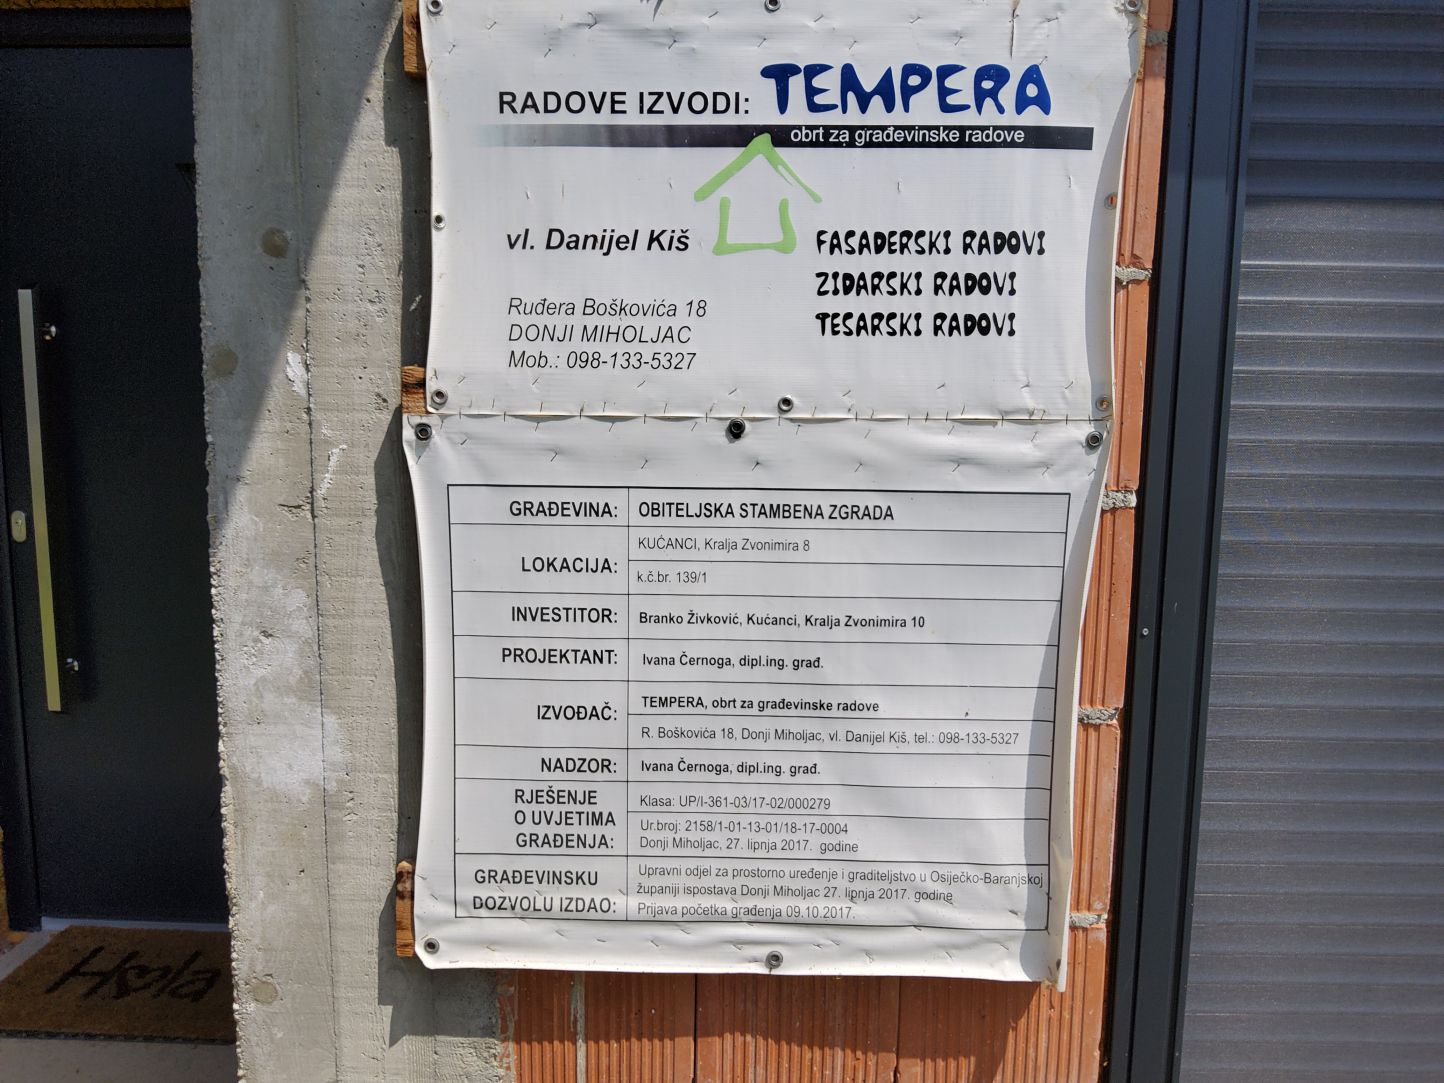 RADOVE IZVODI: TEMPERA
obrt za građevinske radove
vl. Danijel Kiš
Ruđera Boškovića 18
DONJI MIHOLJAC
Mob.: 098-133-5327
FASADERSKI RADOVI
ZIDARSKI RADOVI
TESARSKI RADOVI
GRAĐEVINA: OBITELJSKA STAMBENA ZGRADA
LOKACIJA:
KUĆANCI, Kralja Zvonimira 8
k.č.br. 139/1
INVESTITOR: Branko Živković, Kućanci, Kralja Zvonimira 10
PROJEKTANT: Ivana Černoga, dipl.ing. građ.
IZVOĐAČ:
TEMPERA, obrt za građevinske radove
R. Boškovića 18, Donji Miholjac, vl. Danijel Kiš, tel.: 098-133-5327
NADZOR: Ivana Černoga, dipl.ing. građ.
RJEŠENJE
O UVJETIMA
GRAĐENJA:
Klasa: UP/I-361-03/17-02/000279
Ur.broj: 2158/1-01-13-01/18-17-0004
Donji Miholjac, 27. lipnja 2017. godine
GRAĐEVINSKU
DOZVOLU IZDAO:
Upravni odjel za prostorno uređenje i graditeljstvo u Osiječko-Baranjskoj
županiji ispostava Donji Miholjac 27. lipnja 2017. godine
Prijava početka građenja 09.10.2017.
Hola